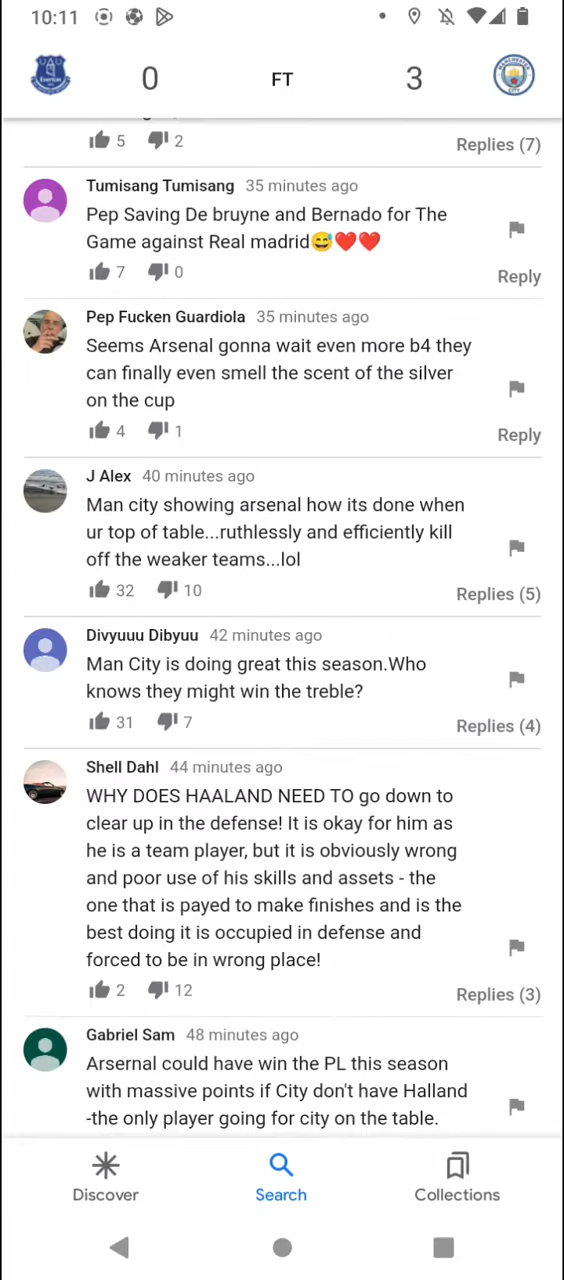 10:11
0 FT 3
5 2
Replies (7)
Tumisang Tumisang 35 minutes ago
Pep Saving De bruyne and Bernado for The
Game against Real madrid😅❤️❤️
7 0
Reply
Pep Fucken Guardiola 35 minutes ago
Seems Arsenal gonna wait even more b4 they
can finally even smell the scent of the silver
on the cup
4 1
Reply
J Alex 40 minutes ago
Man city showing arsenal how its done when
ur top of table...ruthlessly and efficiently kill
off the weaker teams...lol
32 10
Replies (5)
Divyuuu Dibyuu 42 minutes ago
Man City is doing great this season.Who
knows they might win the treble?
31 7
Replies (4)
Shell Dahl 44 minutes ago
WHY DOES HAALAND NEED TO go down to
clear up in the defense! It is okay for him as
he is a team player, but it is obviously wrong
and poor use of his skills and assets - the
one that is payed to make finishes and is the
best doing it is occupied in defense and
forced to be in wrong place!
2 12
Replies (3)
Gabriel Sam 48 minutes ago
Arsernal could have win the PL this season
with massive points if City don't have Halland
-the only player going for city on the table.
Discover Search Collections